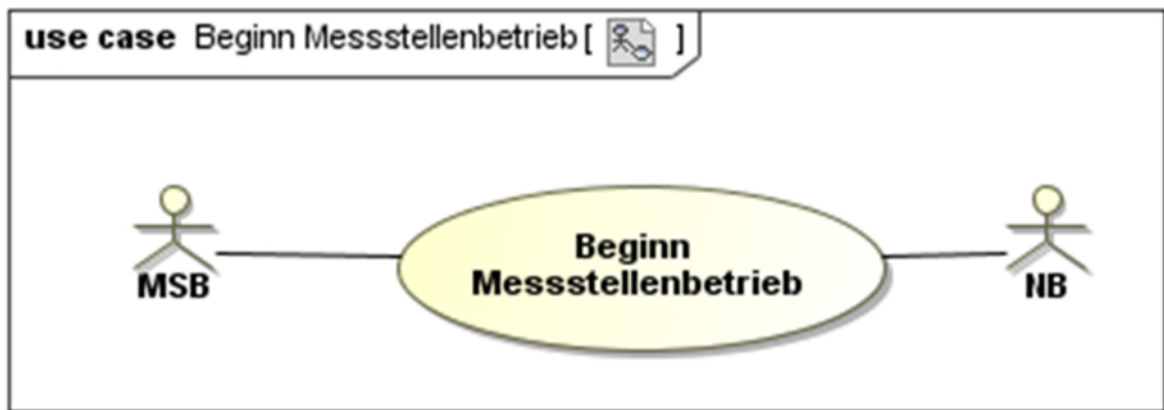 use case Beginn Messstellenbetrieb [ ]
Beginn
Messstellenbetrieb
MSB
NB